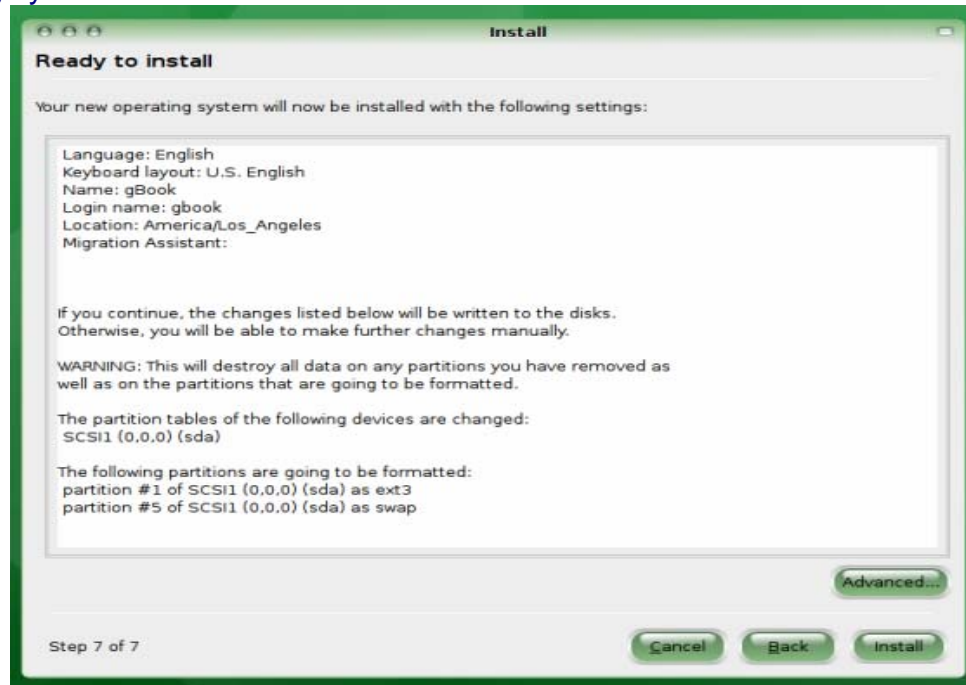 Install
Ready to install
Your new operating system will now be installed with the following settings:
Language: English
Keyboard layout: U.S. English
Name: gBook
Login name: gbook
Location: America/Los_Angeles
Migration Assistant:
If you continue, the changes listed below will be written to the disks.
Otherwise, you will be able to make further changes manually.
WARNING: This will destroy all data on any partitions you have removed as
well as on the partitions that are going to be formatted.
The partition tables of the following devices are changed:
SCSI1 (0,0,0) (sda)
The following partitions are going to be formatted:
partition #1 of SCSI1 (0,0,0) (sda) as ext3
partition #5 of SCSI1 (0,0,0) (sda) as swap
Advanced...
Step 7 of 7
Cancel
Back
Install